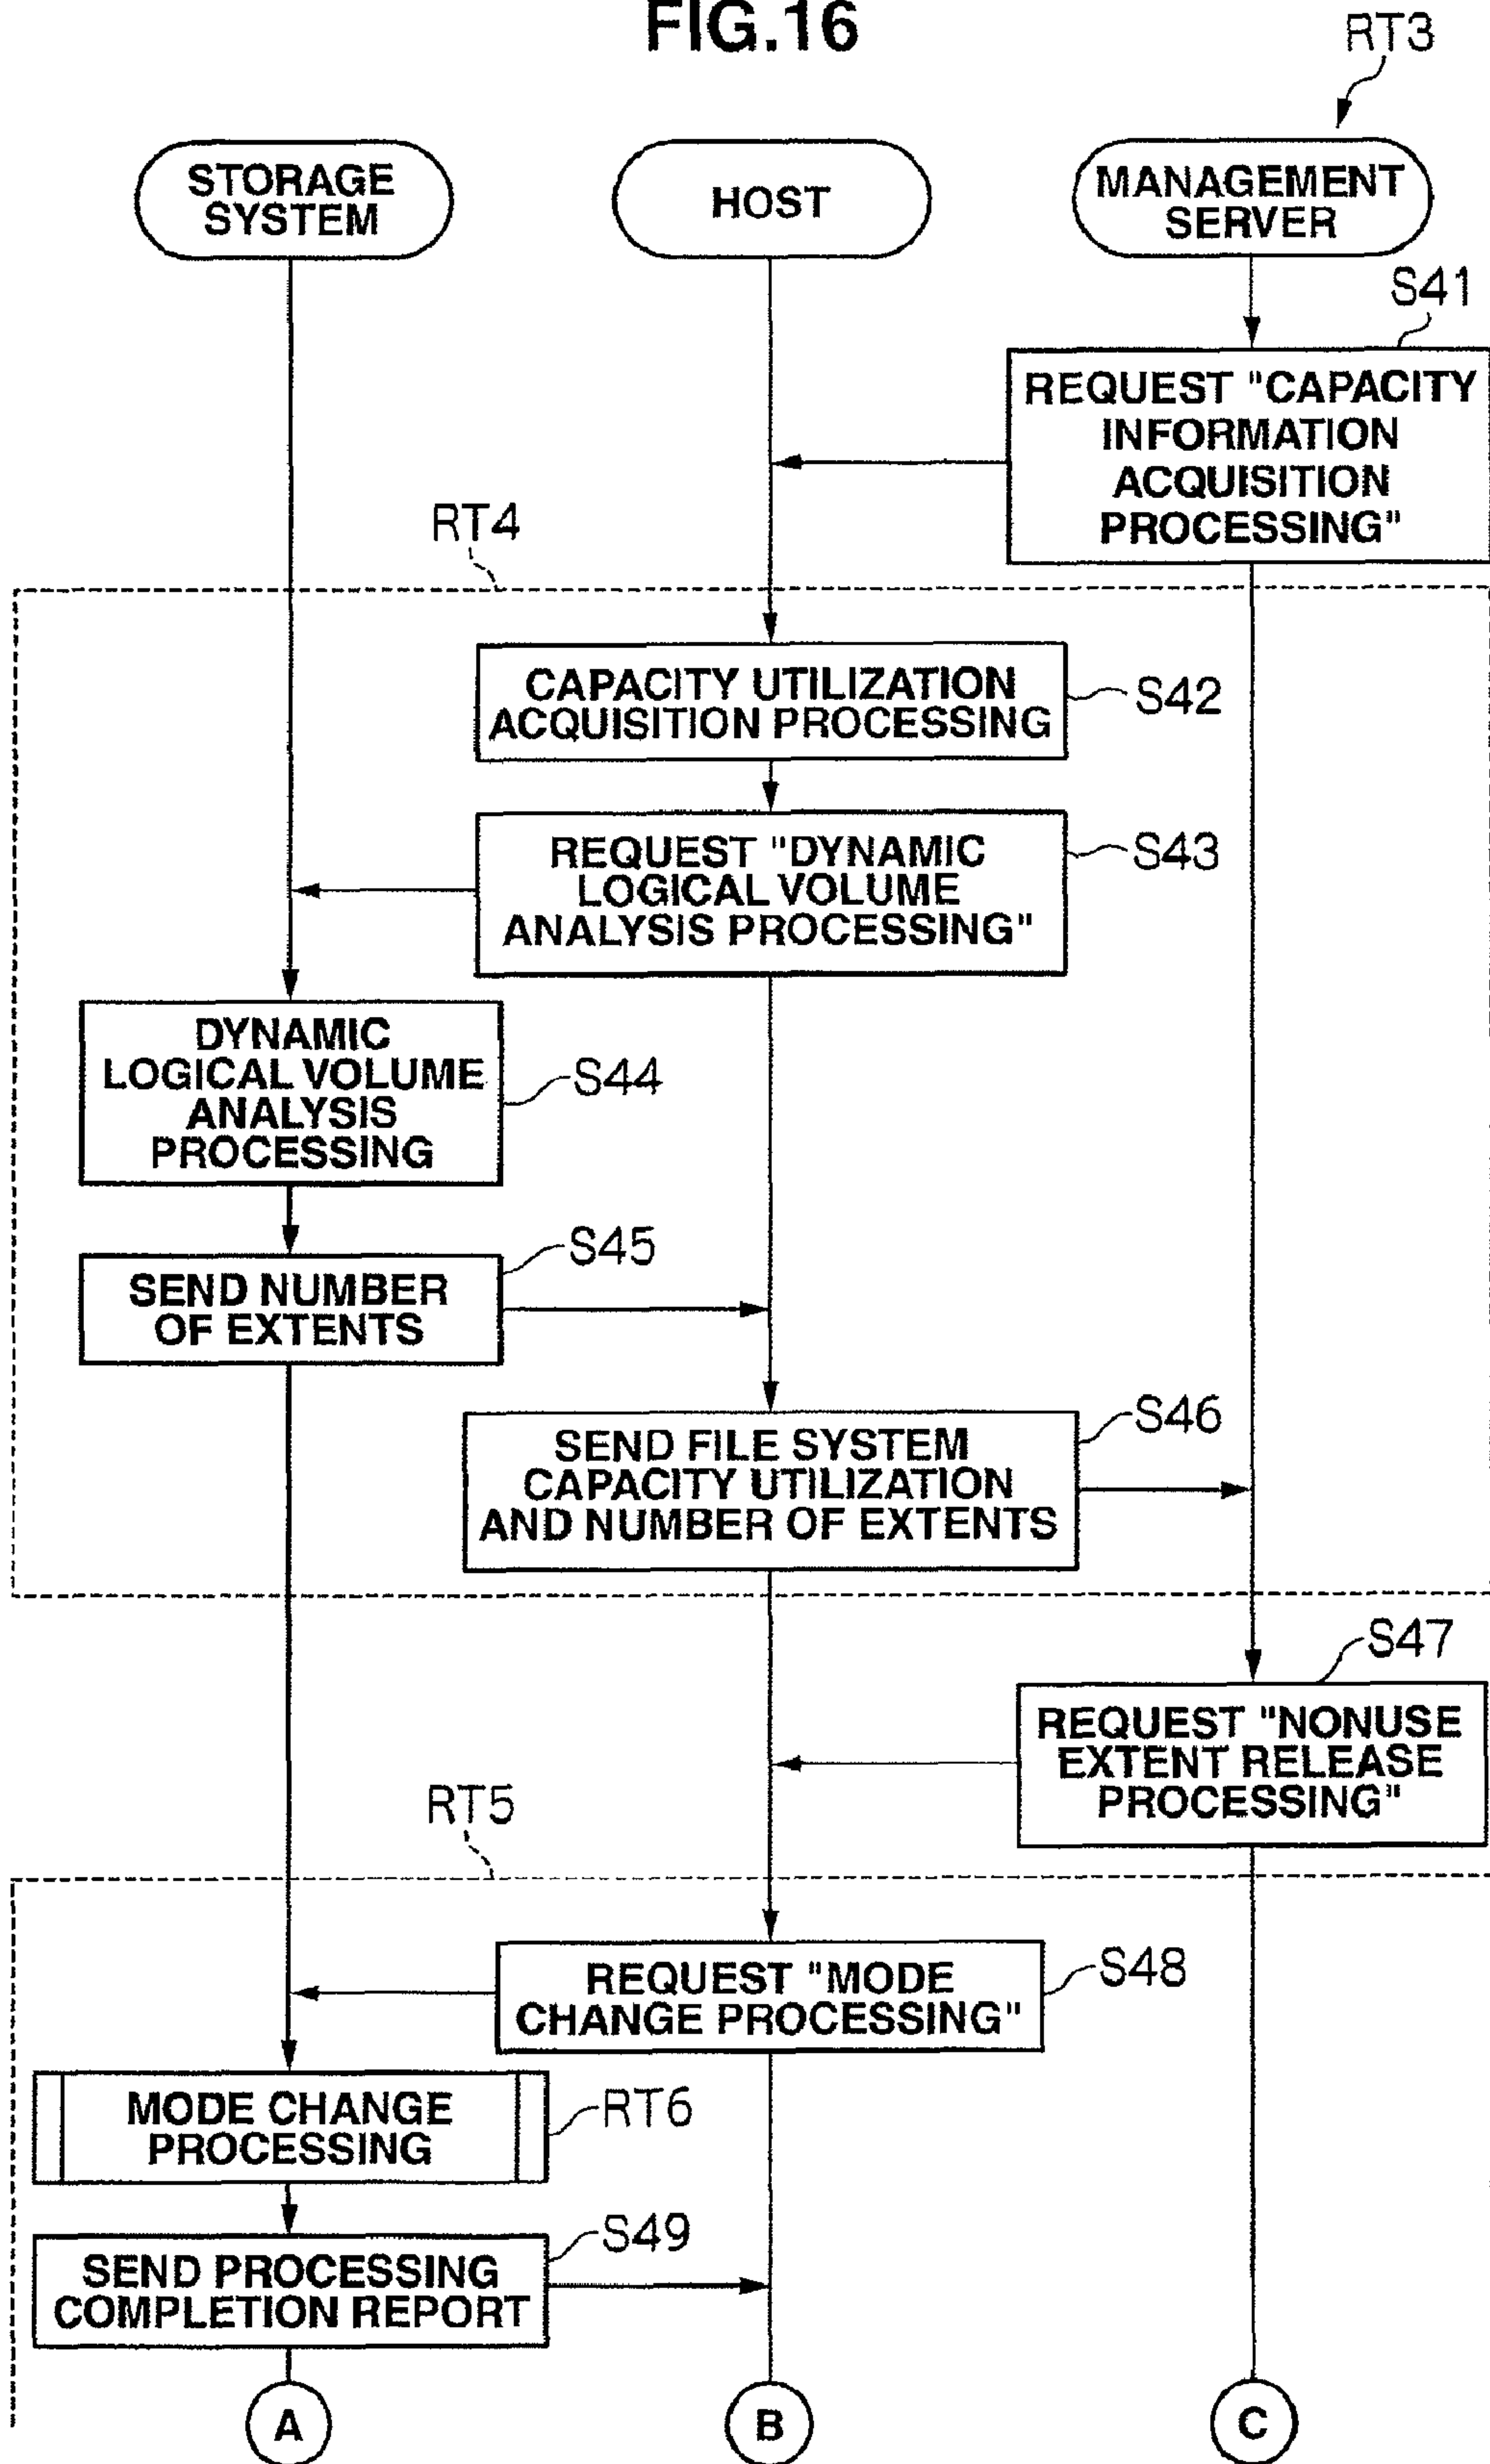 FIG.16
RT3
STORAGE
SYSTEM
HOST
MANAGEMENT
SERVER
S41
REQUEST "CAPACITY
INFORMATION
ACQUISITION
PROCESSING"
RT4
CAPACITY UTILIZATION
ACQUISITION PROCESSING
S42
REQUEST "DYNAMIC
LOGICAL VOLUME
ANALYSIS PROCESSING"
S43
DYNAMIC
LOGICAL VOLUME
ANALYSIS
PROCESSING
S44
SEND NUMBER
OF EXTENTS
S45
SEND FILE SYSTEM
CAPACITY UTILIZATION
AND NUMBER OF EXTENTS
S46
S47
REQUEST "NONUSE
EXTENT RELEASE
PROCESSING"
RT5
REQUEST "MODE
CHANGE PROCESSING"
S48
MODE CHANGE
PROCESSING
RT6
SEND PROCESSING
COMPLETION REPORT
S49
A
B
C